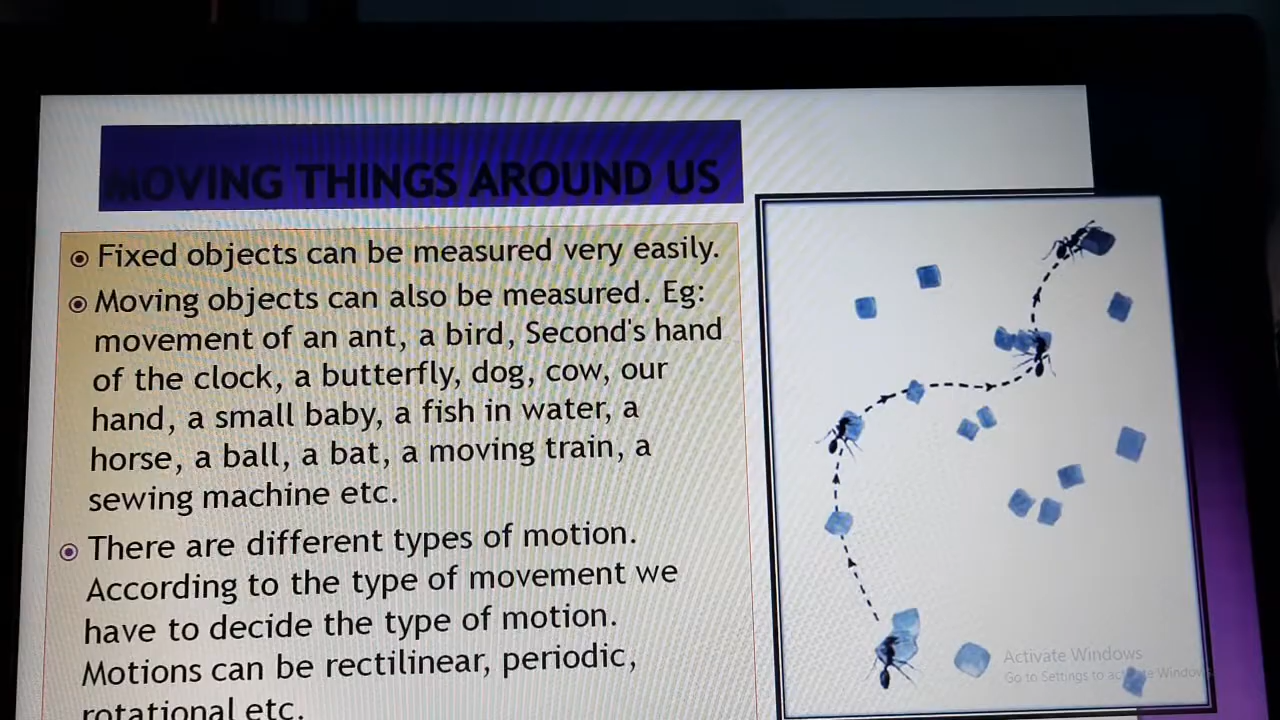 MOVING THINGS AROUND US
Fixed objects can be measured very easily.
Moving objects can also be measured. Eg:
movement of an ant, a bird, Second's hand
of the clock, a butterfly, dog, cow, our
hand, a small baby, a fish in water, a
horse, a ball, a bat, a moving train, a
sewing machine etc.
There are different types of motion.
According to the type of movement we
have to decide the type of motion.
Motions can be rectilinear, periodic,
rotational etc.
Activate Windows
Go to Settings to activate Windows